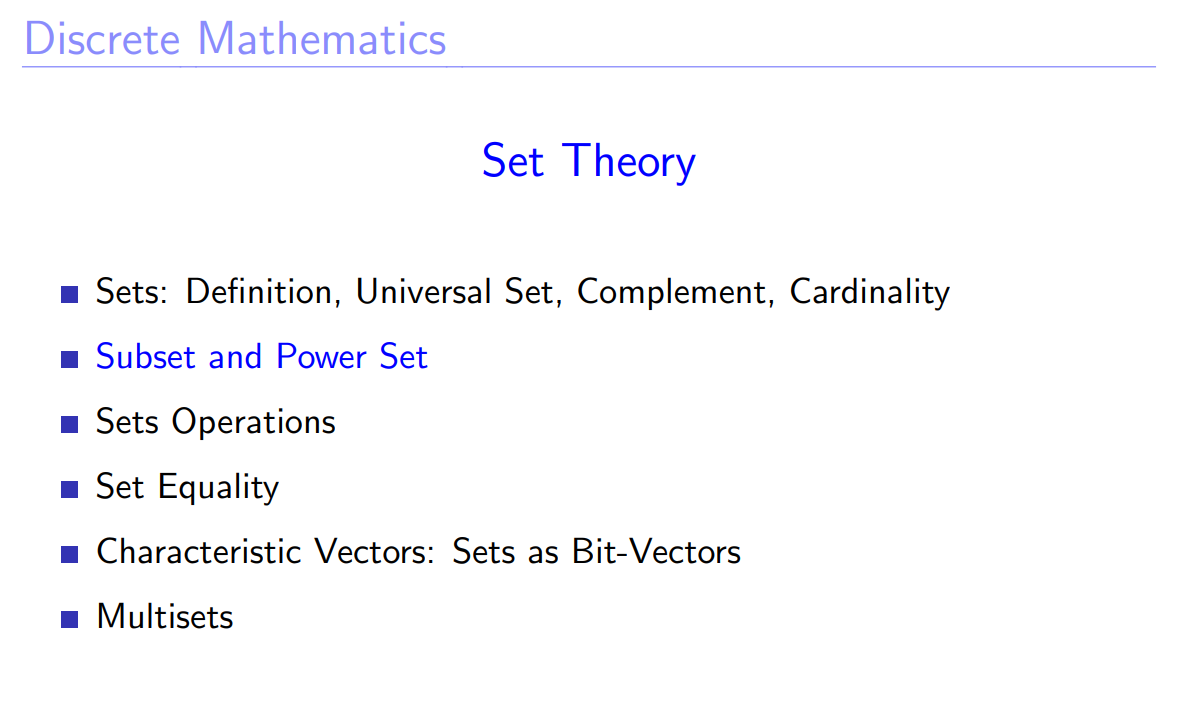 Discrete Mathematics
Set Theory
Sets: Definition, Universal Set, Complement, Cardinality
Subset and Power Set
Sets Operations
Set Equality
Characteristic Vectors: Sets as Bit-Vectors
Multisets